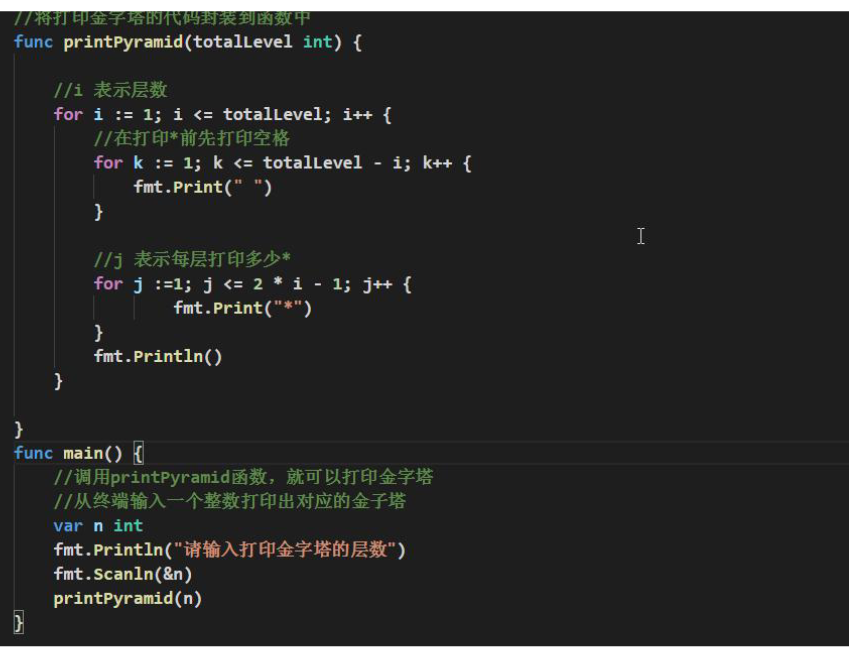 //将打印金字塔的代码封装到函数中
func printPyramid(totalLevel int) {
//i 表示层数
for i := 1; i <= totalLevel; i++ {
//在打印*前先打印空格
for k := 1; k <= totalLevel - i; k++ {
fmt.Print(" ")
}
//j 表示每层打印多少*
for j :=1; j <= 2 * i - 1; j++ {
fmt.Print("*")
}
fmt.Println()
}
}
func main() {
//调用printPyramid函数，就可以打印金字塔
//从终端输入一个整数打印出对应的金子塔
var n int
fmt.Println("请输入打印金字塔的层数")
fmt.Scanln(&n)
printPyramid(n)
}